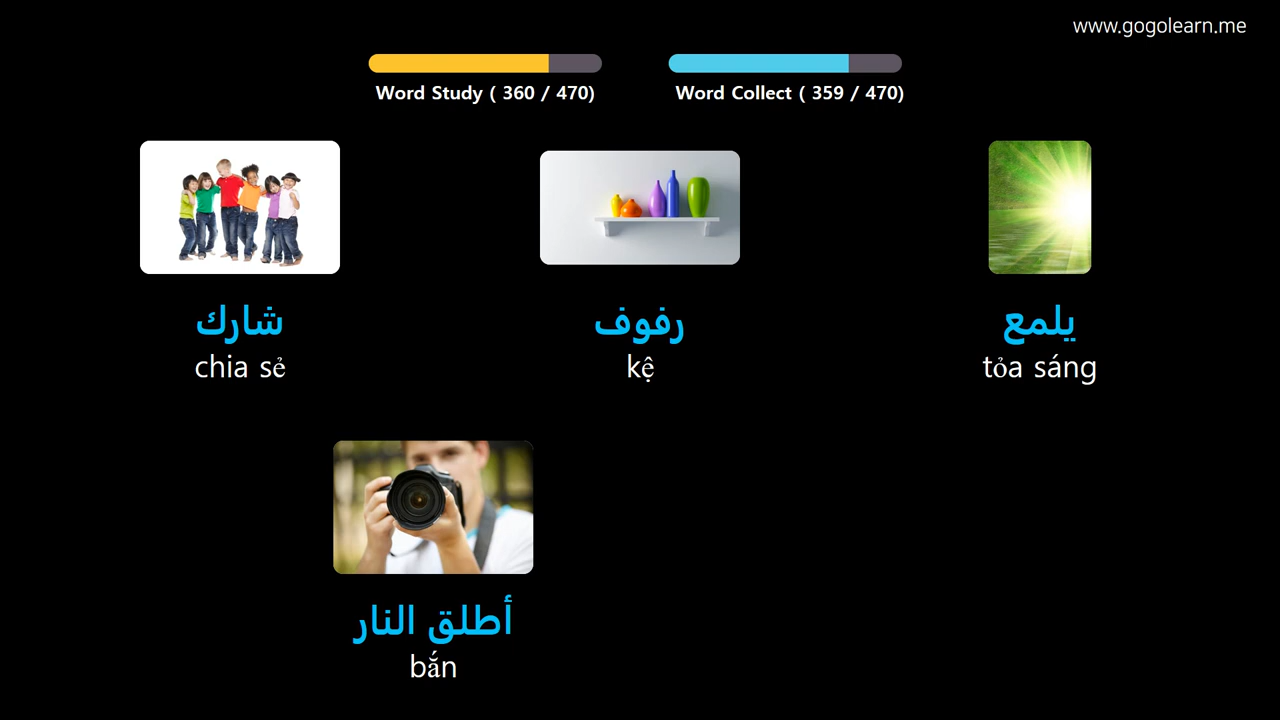 www.gogolearn.me
Word Study ( 360 / 470)
Word Collect ( 359 / 470)
شارك
chia sẻ
رفوف
kệ
يلمع
tỏa sáng
أطلق النار
bắn